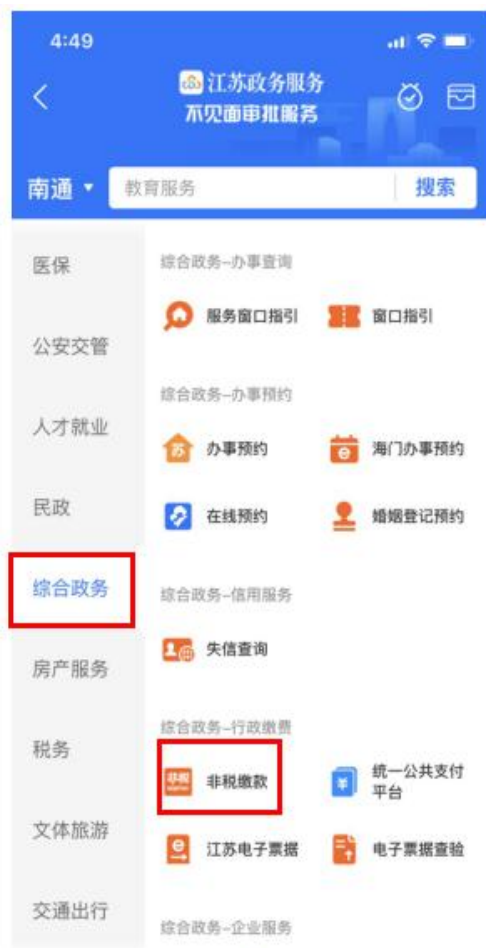 4:49
江苏政务服务
不见面审批服务
南通
教育服务
搜索
医保
公安交管
人才就业
民政
综合政务
房产服务
税务
文体旅游
交通出行
综合政务-办事查询
服务窗口指引
窗口指引
综合政务-办事预约
苏
办事预约
海门办事预约
在线预约
婚姻登记预约
综合政务-信用服务
失信查询
综合政务-行政缴费
非税
非税缴款
¥
统一公共支付
平台
江苏电子票据
电子票据查验
综合政务-企业服务